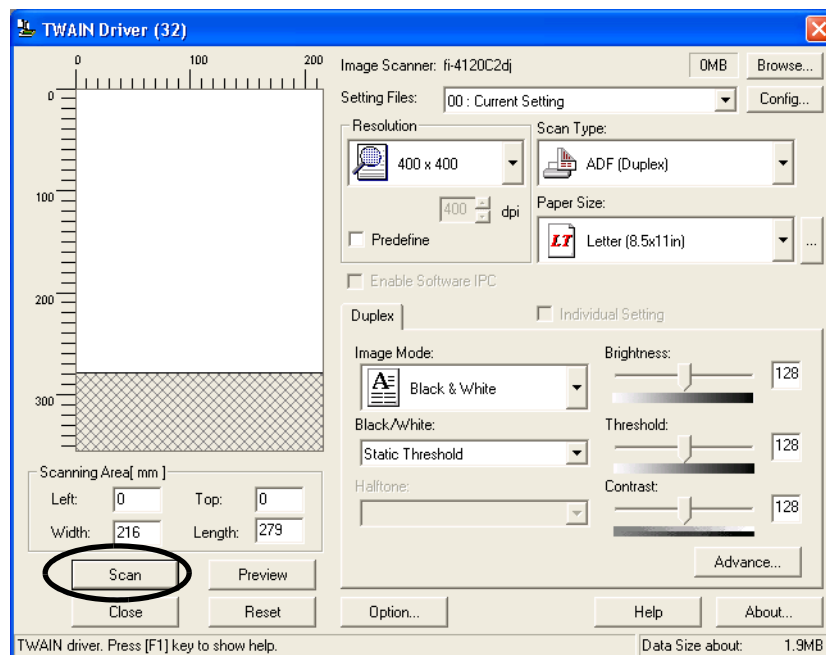 TWAIN Driver (32)
0 100 200
0
100
200
300
Scanning Area[ mm ]
Left: 0 Top: 0
Width: 216 Length: 279
Scan Preview
Close Reset
Image Scanner: fi-4120C2dj 0MB Browse...
Setting Files: 00 : Current Setting Config...
Resolution
400 x 400
400 dpi
Predefine
Scan Type:
ADF (Duplex)
Paper Size:
LT Letter (8.5x11in) ...
Enable Software IPC
Duplex
Individual Setting
Image Mode:
A Black & White
Black/White:
Static Threshold
Halftone:
Brightness:
128
Threshold:
128
Contrast:
128
Advance...
Option... Help About...
TWAIN driver. Press [F1] key to show help. Data Size about: 1.9MB